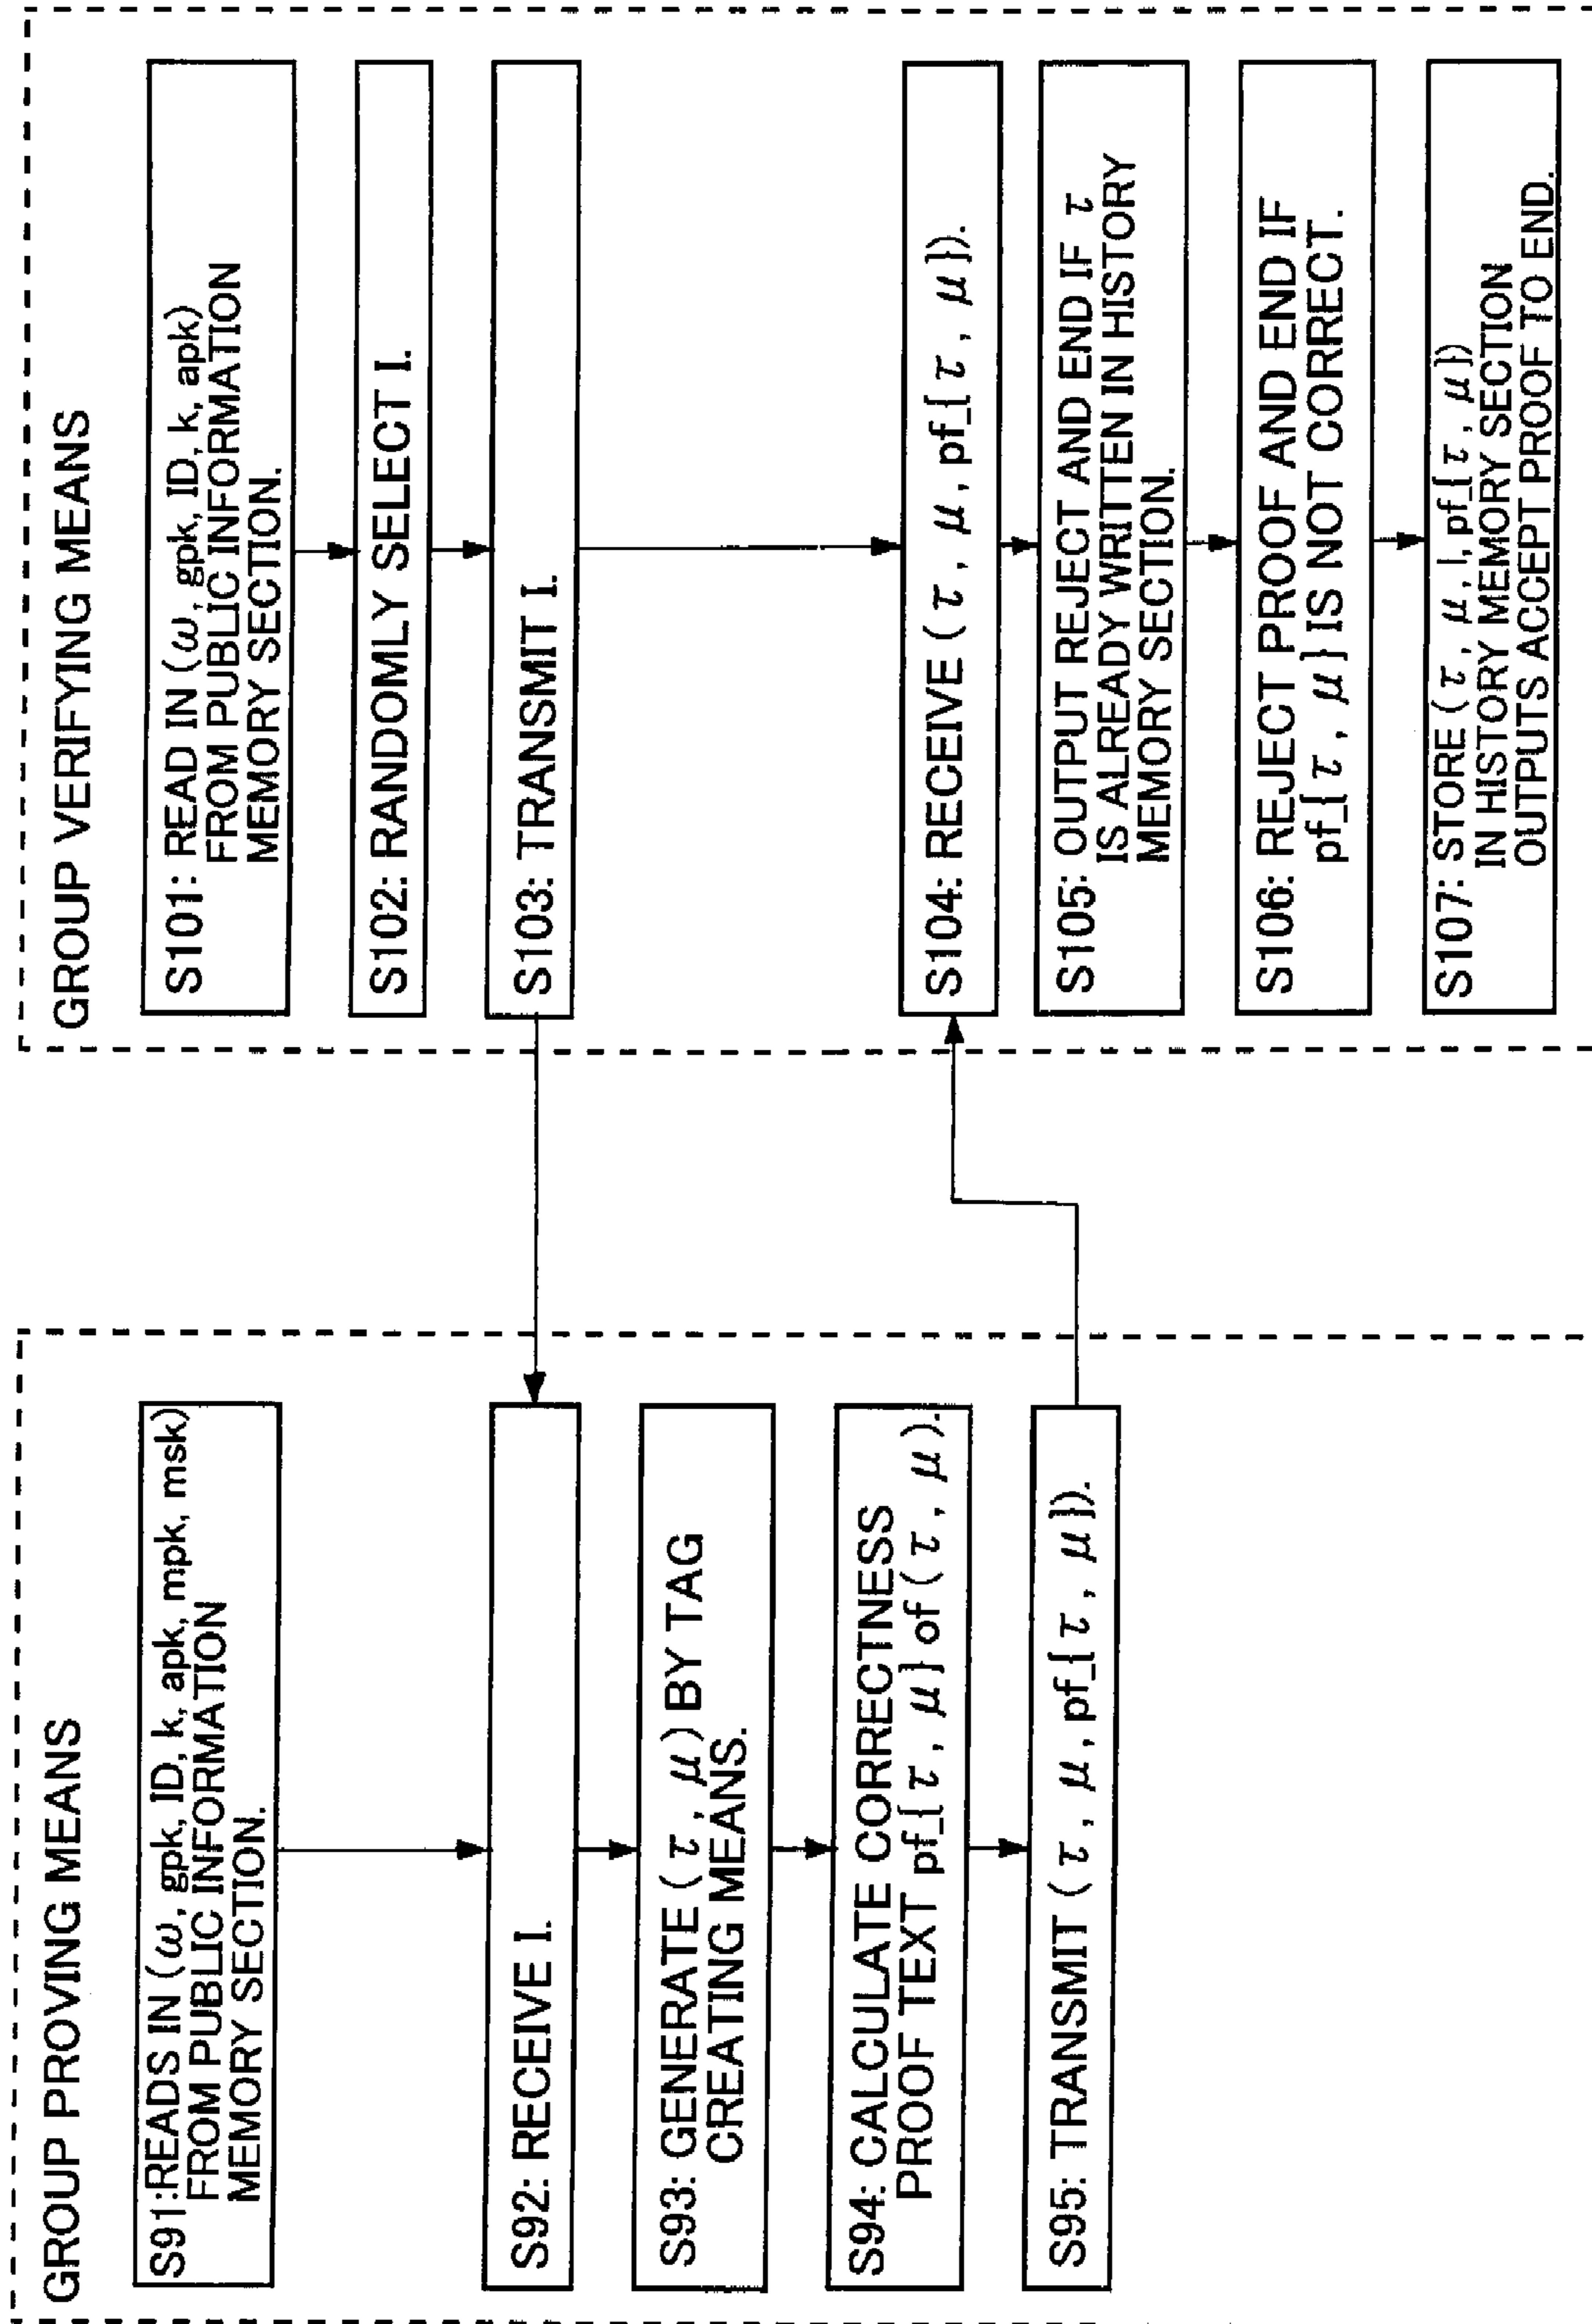 GROUP PROVING MEANS
S91:READS IN (ω, gpk, ID, k, apk, mpk, msk)
FROM PUBLIC INFORMATION
MEMORY SECTION.
S92: RECEIVE I.
S93: GENERATE (τ, μ) BY TAG
CREATING MEANS.
S94: CALCULATE CORRECTNESS
PROOF TEXT pf_{τ, μ} of (τ, μ).
S95: TRANSMIT (τ, μ, pf_{τ, μ}).
GROUP VERIFYING MEANS
S101: READ IN (ω, gpk, ID, k, apk)
FROM PUBLIC INFORMATION
MEMORY SECTION.
S102: RANDOMLY SELECT I.
S103: TRANSMIT I.
S104: RECEIVE (τ, μ, pf_{τ, μ}).
S105: OUTPUT REJECT AND END IF τ
IS ALREADY WRITTEN IN HISTORY
MEMORY SECTION.
S106: REJECT PROOF AND END IF
pf_{τ, μ} IS NOT CORRECT.
S107: STORE (τ, μ, l, pf_{τ, μ})
IN HISTORY MEMORY SECTION
OUTPUTS ACCEPT PROOF TO END.